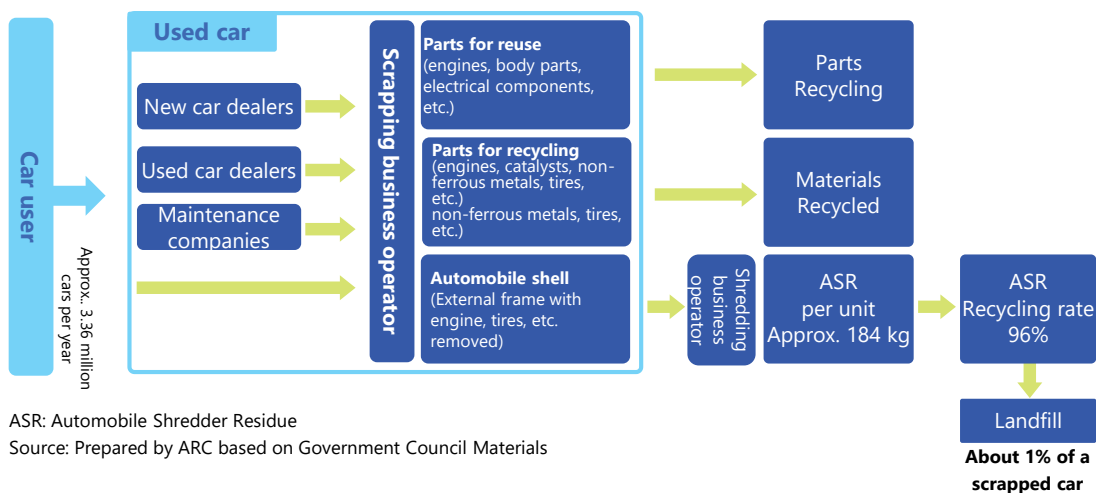 Car user
Approx. 3.36 million
cars per year
Used car
New car dealers
Used car dealers
Maintenance
companies
Scrapping business operator
Parts for reuse
(engines, body parts,
electrical components,
etc.)
Parts for recycling
(engines, catalysts, non-
ferrous metals, tires,
etc.)
non-ferrous metals, tires,
etc.)
Automobile shell
(External frame with
engine, tires, etc.
removed)
Parts
Recycling
Materials
Recycled
Shredding
business
operator
ASR
per unit
Approx. 184 kg
ASR
Recycling rate
96%
Landfill
About 1% of a
scrapped car
ASR: Automobile Shredder Residue
Source: Prepared by ARC based on Government Council Materials